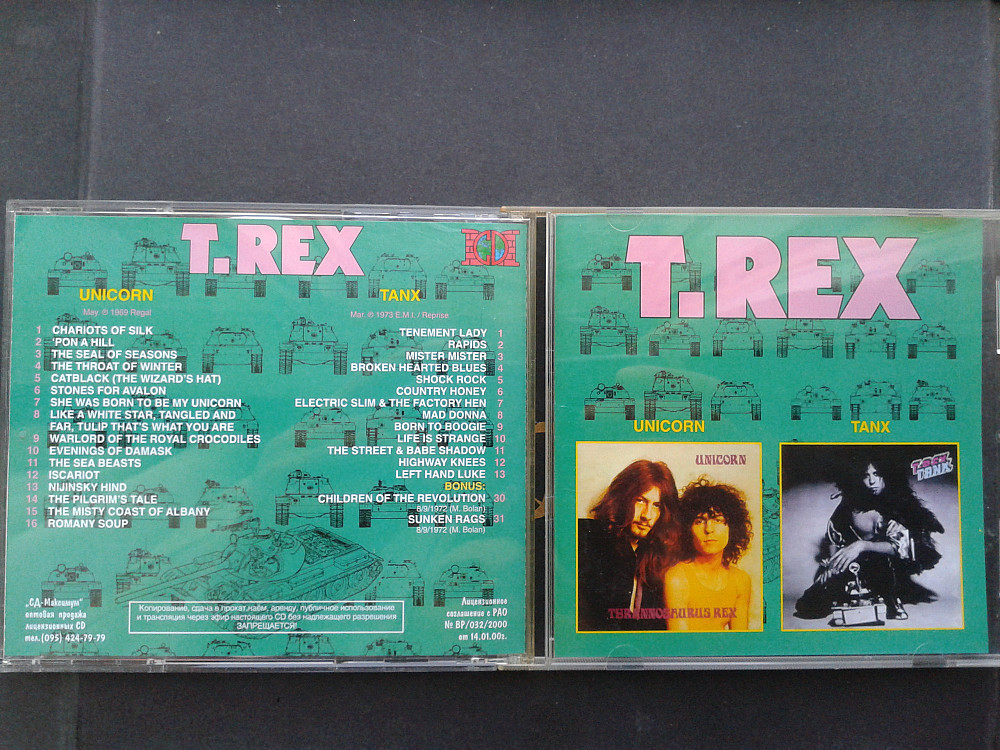 T.REX
CD
UNICORN
May. ℗ 1969 Regal
1 CHARIOTS OF SILK
2 'PON A HILL
3 THE SEAL OF SEASONS
4 THE THROAT OF WINTER
5 CATBLACK (THE WIZARD'S HAT)
6 STONES FOR AVALON
7 SHE WAS BORN TO BE MY UNICORN
8 LIKE A WHITE STAR, TANGLED AND
FAR, TULIP THAT'S WHAT YOU ARE
9 WARLORD OF THE ROYAL CROCODILES
10 EVENINGS OF DAMASK
11 THE SEA BEASTS
12 ISCARIOT
13 NIJINSKY HIND
14 THE PILGRIM'S TALE
15 THE MISTY COAST OF ALBANY
16 ROMANY SOUP
TANX
Mar. ℗ 1973 E.M.I. / Reprise
TENEMENT LADY 1
RAPIDS 2
MISTER MISTER 3
BROKEN HEARTED BLUES 4
SHOCK ROCK 5
COUNTRY HONEY 6
ELECTRIC SLIM & THE FACTORY HEN 7
MAD DONNA 8
BORN TO BOOGIE 9
LIFE IS STRANGE 10
THE STREET & BABE SHADOW 11
HIGHWAY KNEES 12
LEFT HAND LUKE 13
BONUS:
CHILDREN OF THE REVOLUTION 30
8/9/1972 (M. Bolan)
SUNKEN RAGS 31
8/9/1972 (M. Bolan)
„СД-Максимум"
оптовая продажа
лицензионных CD
тел.(095) 424-79-79
Копирование, сдача в прокат,наём, аренду, публичное использование
и трансляция через эфир настоящего CD без надлежащего разрешения
ЗАПРЕЩАЕТСЯ!
Лицензионное
соглашение с РАО
№ ВР/032/2000
от 14.01.00г.
T.REX
UNICORN
TANX
UNICORN
TYRANNOSAURUS REX
T.REX
TANX